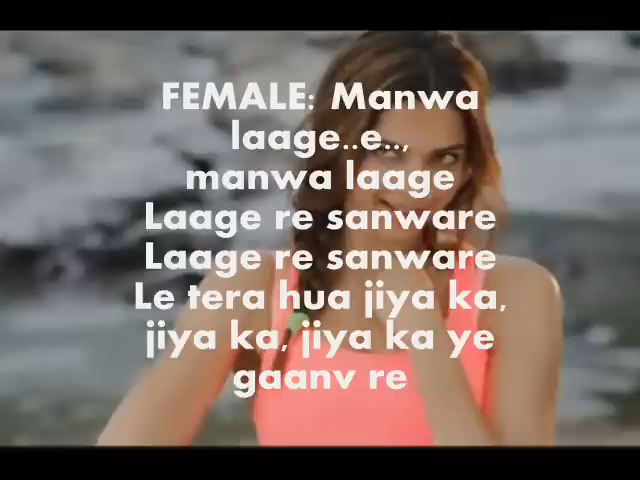 FEMALE: Manwa
laage..e..,
manwa laage
Laage re sanware
Laage re sanware
Le tera hua jiya ka,
jiya ka, jiya ka ye
gaanv re